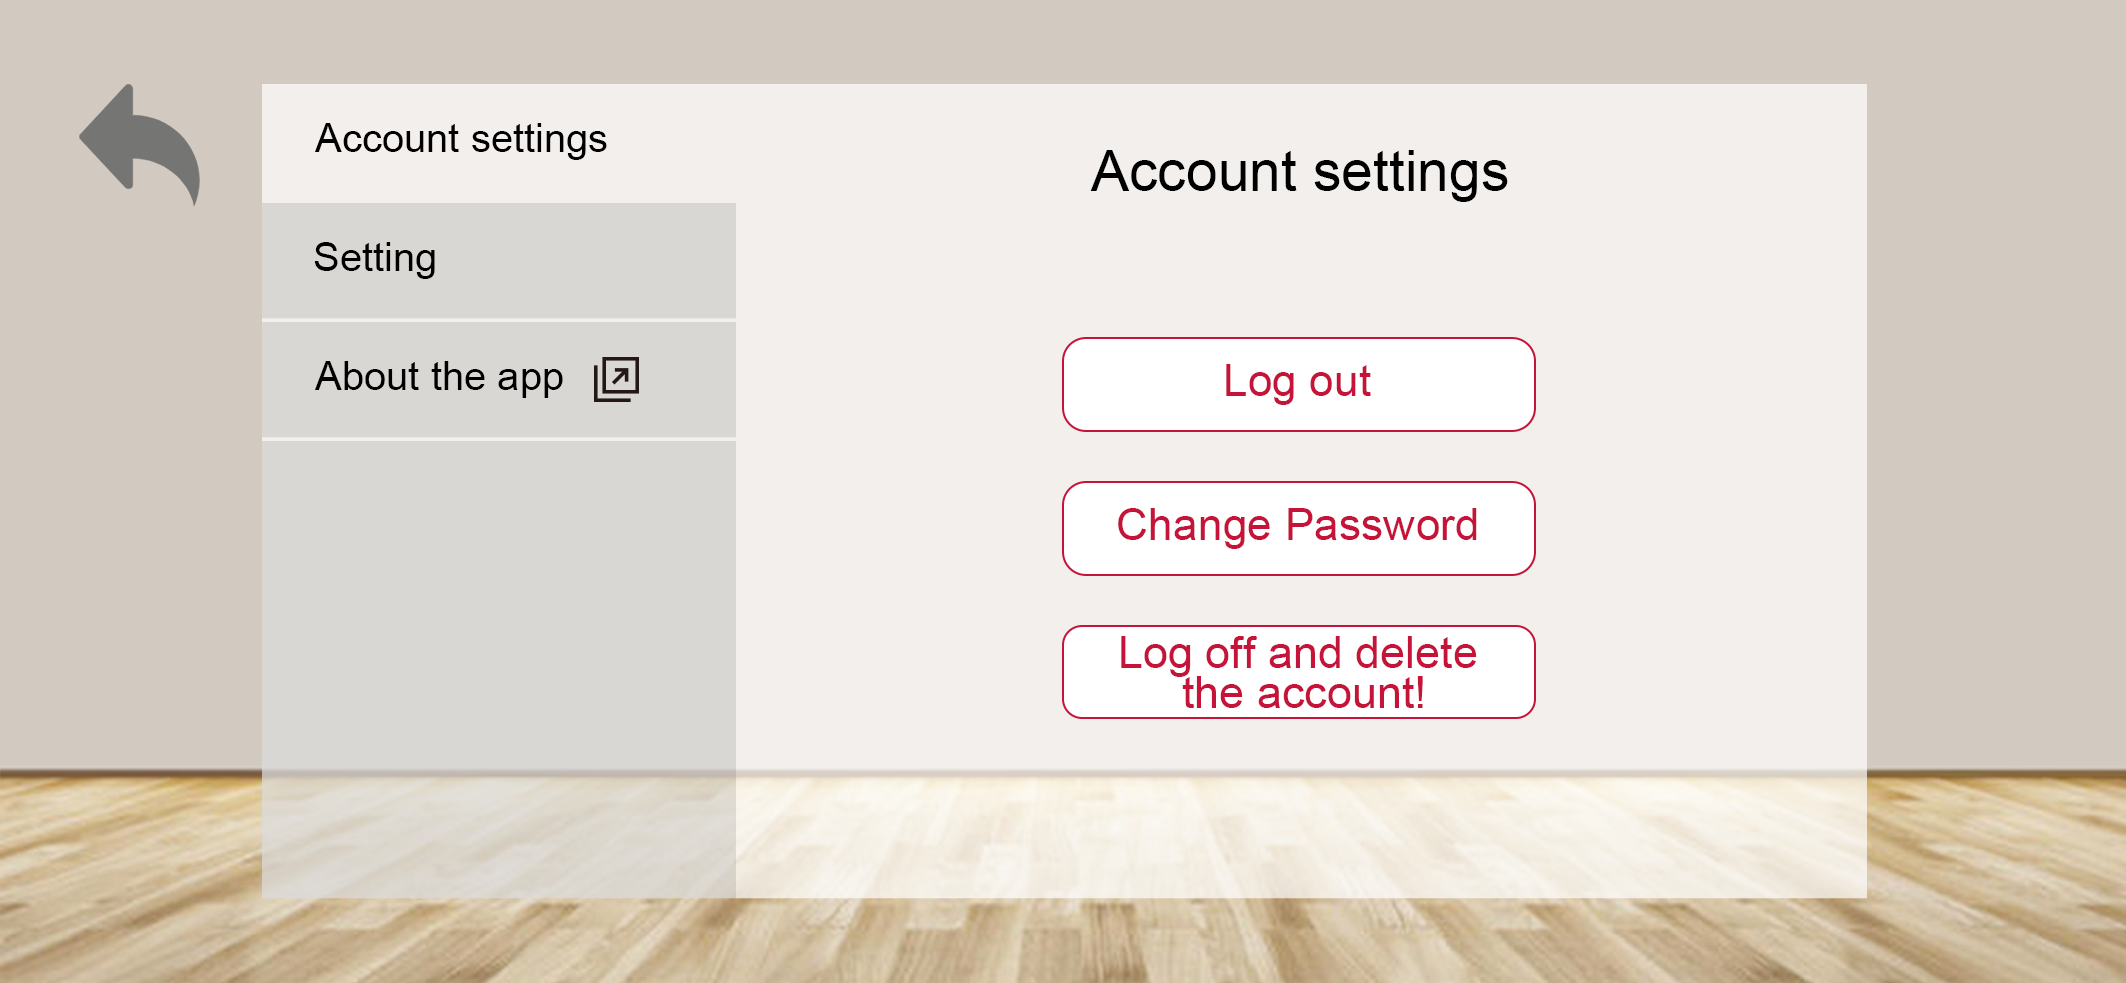 Account settings
Setting
About the app
Account settings
Log out
Change Password
Log off and delete
the account!